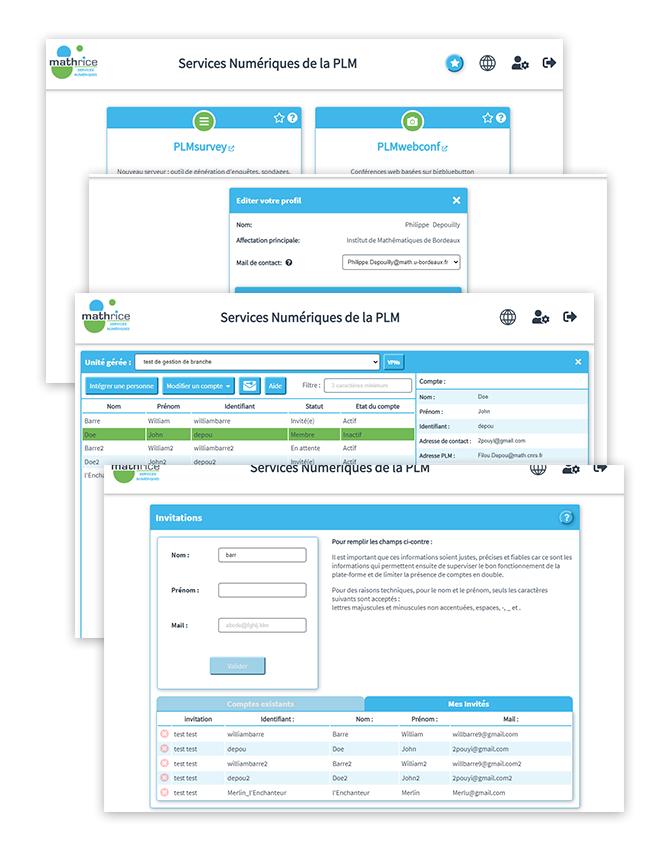 mathrice
SERVICES
NUMÉRIQUES
Services Numériques de la PLM
PLMsurvey
PLMwebconf
Nouveau serveur : outil de génération d'enquêtes, sondages,
Conférences web basées sur bigbluebutton
Editer votre profil
Nom: Philippe Depouilly
Affectation principale: Institut de Mathématiques de Bordeaux
Mail de contact: Philippe.Depouilly@math.u-bordeaux.fr
mathrice
SERVICES
NUMÉRIQUES
Services Numériques de la PLM
Unité gérée : test de gestion de branche VPNs
Intégrer une personne Modifier un compte Aide Filtre : 3 caractères minimum
Nom Prénom Identifiant Statut Etat du compte
Barre William williambarre Invité(e) Actif
Doe John depou Membre Inactif
Barre2 William2 williambarre2 En attente Actif
Doe2 John2 depou2 Invité(e) Actif
l'Encha
Compte :
Nom : Doe
Prénom : John
Identifiant : depou
Adresse de contact : 2pouyi@gmail.com
Adresse PLM : Filou.Depou@math.cnrs.fr
mathrice
SERVICES
NUMÉRIQUES
Services Numériques de la PLM
Invitations
Nom : barr
Prénom :
Mail : abcde@fghij.klm
Valider
Pour remplir les champs ci-contre :
Il est important que ces informations soient justes, précises et fiables car ce sont les
informations qui permettent ensuite de superviser le bon fonctionnement de la
plate-forme et de limiter la présence de comptes en double.
Pour des raisons techniques, pour le nom et le prénom, seuls les caractères
suivants sont acceptés :
lettres majuscules et minuscules non accentuées, espaces, -, _ et .
Comptes existants Mes Invités
invitation Identifiant : Nom : Prénom : Mail :
test test williambarre Barre William willbarre9@gmail.com
test test depou Doe John 2pouyi@gmail.com
test test williambarre2 Barre2 William2 willbarre9@gmail.com2
test test depou2 Doe2 John2 2pouyi@gmail.com2
test test Merlin_l'Enchanteur l'Enchanteur Merlin Merlu@gmail.com